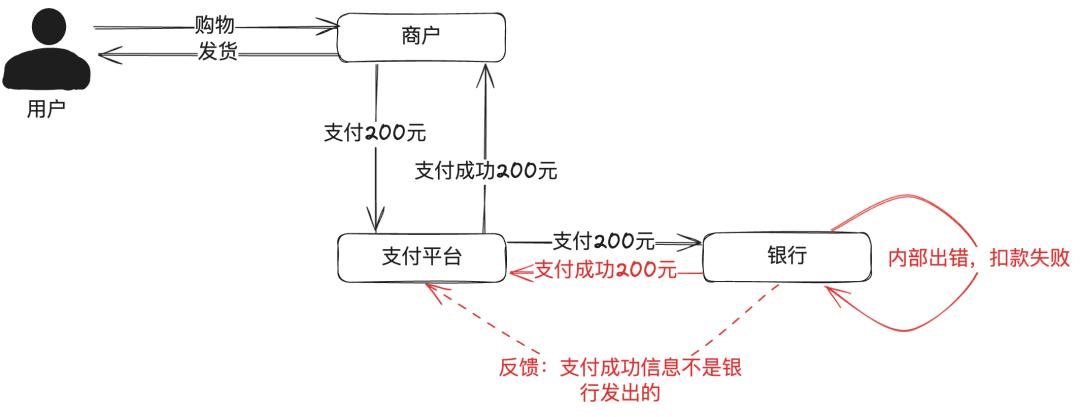 购物
商户
发货
用户
支付200元
支付成功200元
支付200元
支付平台
银行
内部出错，扣款失败
支付成功200元
反馈：支付成功信息不是银
行发出的